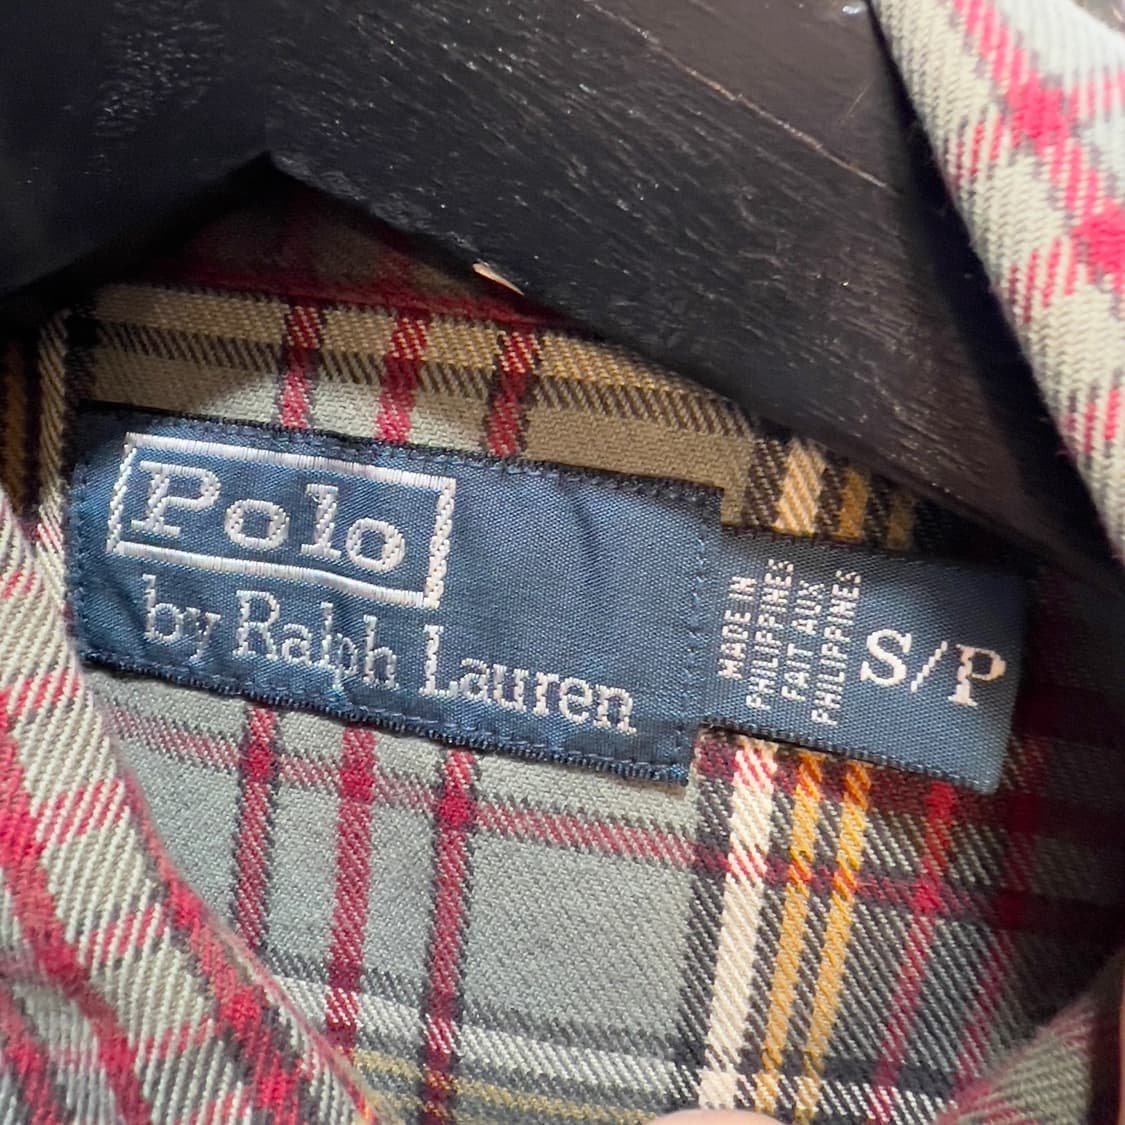 Polo
by Ralph Lauren
MADE IN
PHILIPPINES
FAIT AUX
PHILIPPINES
S/P